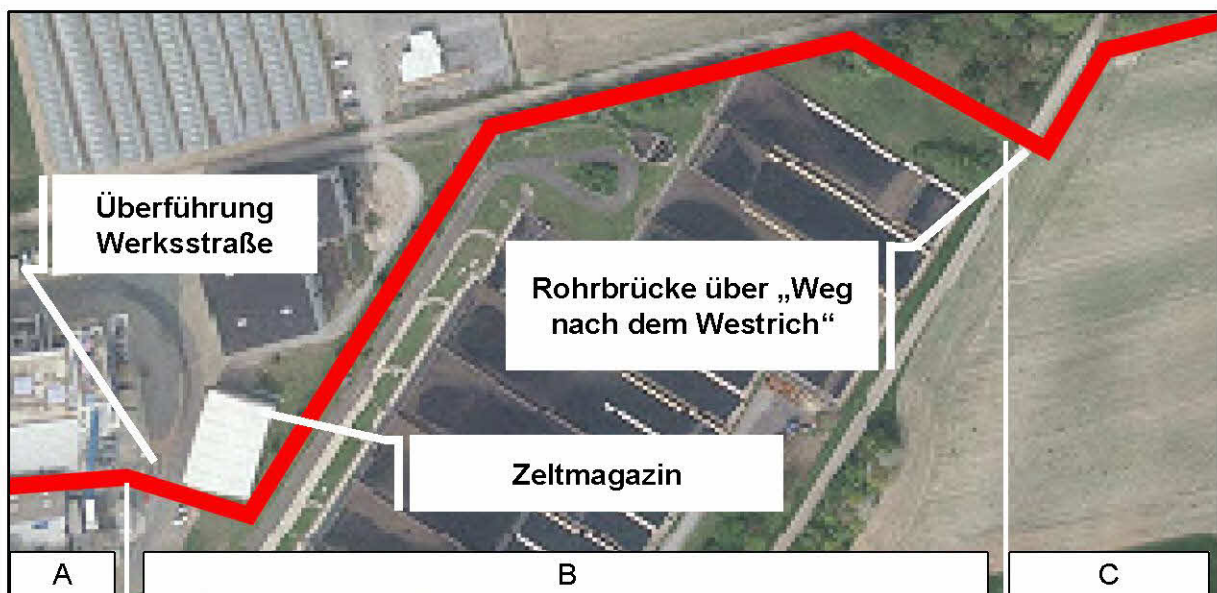 Überführung
Werksstraße
Rohrbrücke über „Weg
nach dem Westrich“
Zeltmagazin
A
B
C